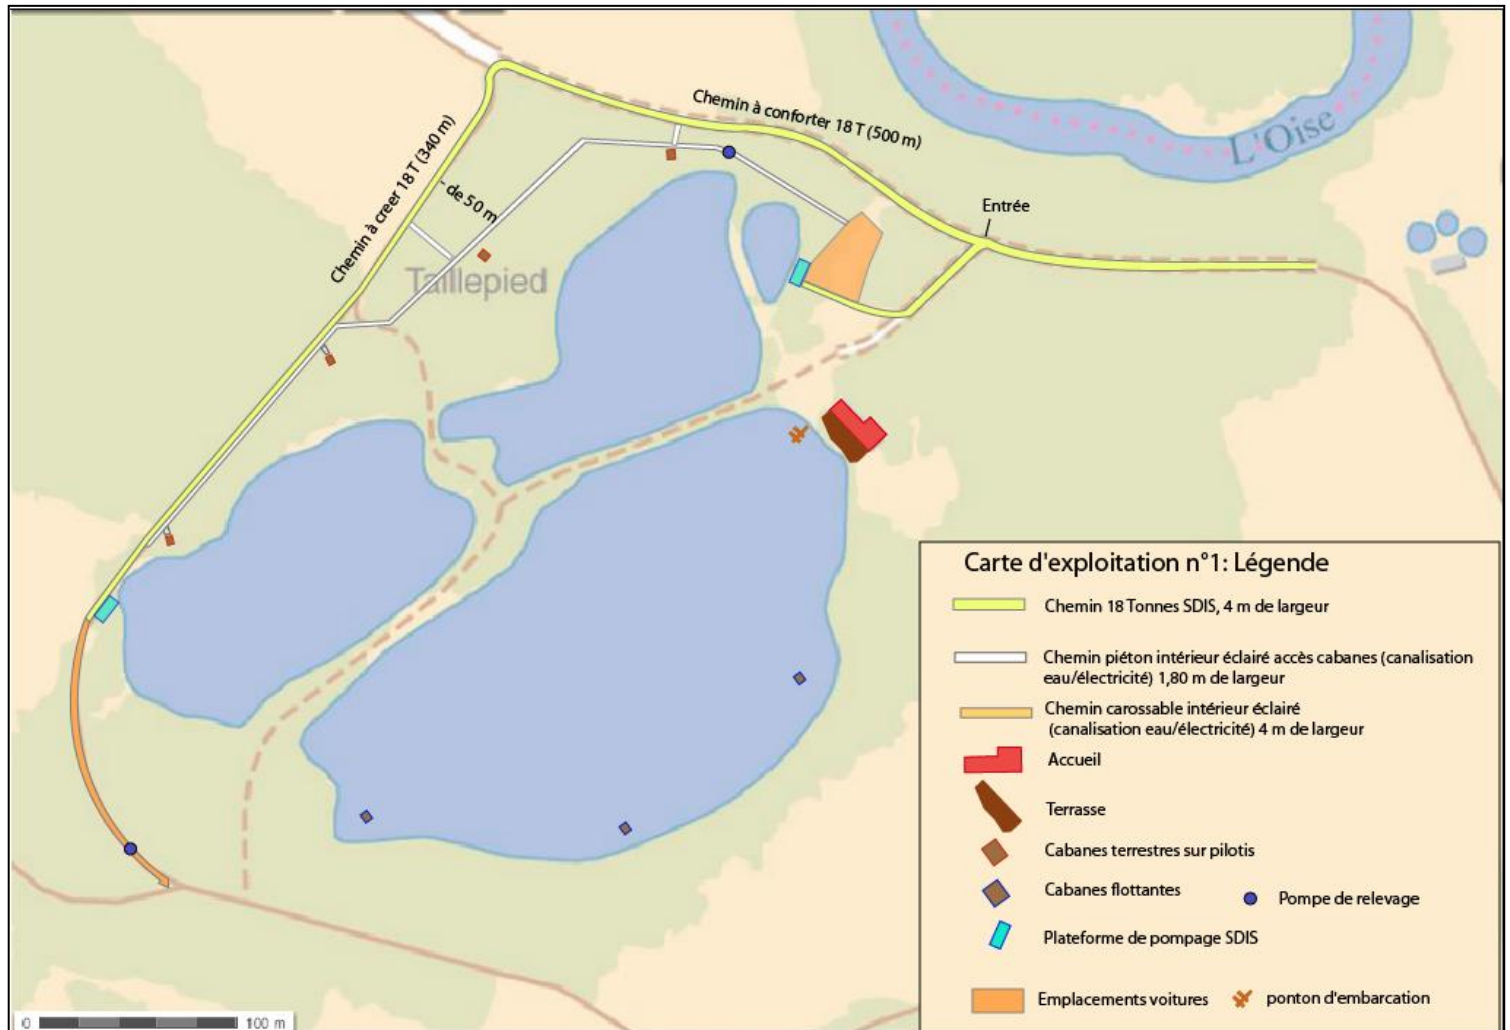 Chemin à conforter 18 T (500 m)
L'Oise
Chemin à creer 18 T (340 m)
- de 50 m
Entrée
Taillepied
Carte d'exploitation n°1: Légende
Chemin 18 Tonnes SDIS, 4 m de largeur
Chemin piéton intérieur éclairé accès cabanes (canalisation
eau/électricité) 1,80 m de largeur
Chemin carossable intérieur éclairé
(canalisation eau/électricité) 4 m de largeur
Accueil
Terrasse
Cabanes terrestres sur pilotis
Cabanes flottantes
Pompe de relevage
Plateforme de pompage SDIS
Emplacements voitures
ponton d'embarcation
0 100 m